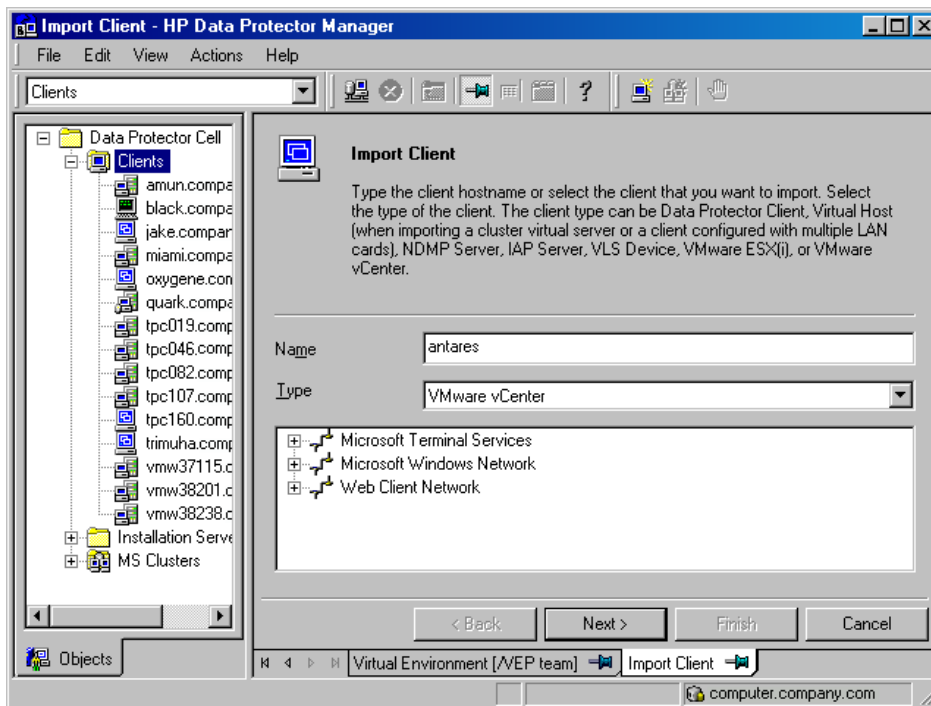 Import Client - HP Data Protector Manager
File Edit View Actions Help
Clients
?
Data Protector Cell
Clients
amun.compa
black.compa
jake.compar
miami.compa
oxygene.con
quark.compa
tpc019.comp
tpc046.comp
tpc082.comp
tpc107.comp
tpc160.comp
trimuha.comp
vmw37115.c
vmw38201.c
vmw38238.c
Installation Serve
MS Clusters
Objects
Import Client
Type the client hostname or select the client that you want to import. Select
the type of the client. The client type can be Data Protector Client, Virtual Host
(when importing a cluster virtual server or a client configured with multiple LAN
cards), NDMP Server, IAP Server, VLS Device, VMware ESX(i), or VMware
vCenter.
Name antares
Type VMware vCenter
Microsoft Terminal Services
Microsoft Windows Network
Web Client Network
< Back Next > Finish Cancel
Virtual Environment [/VEP team] Import Client
computer.company.com